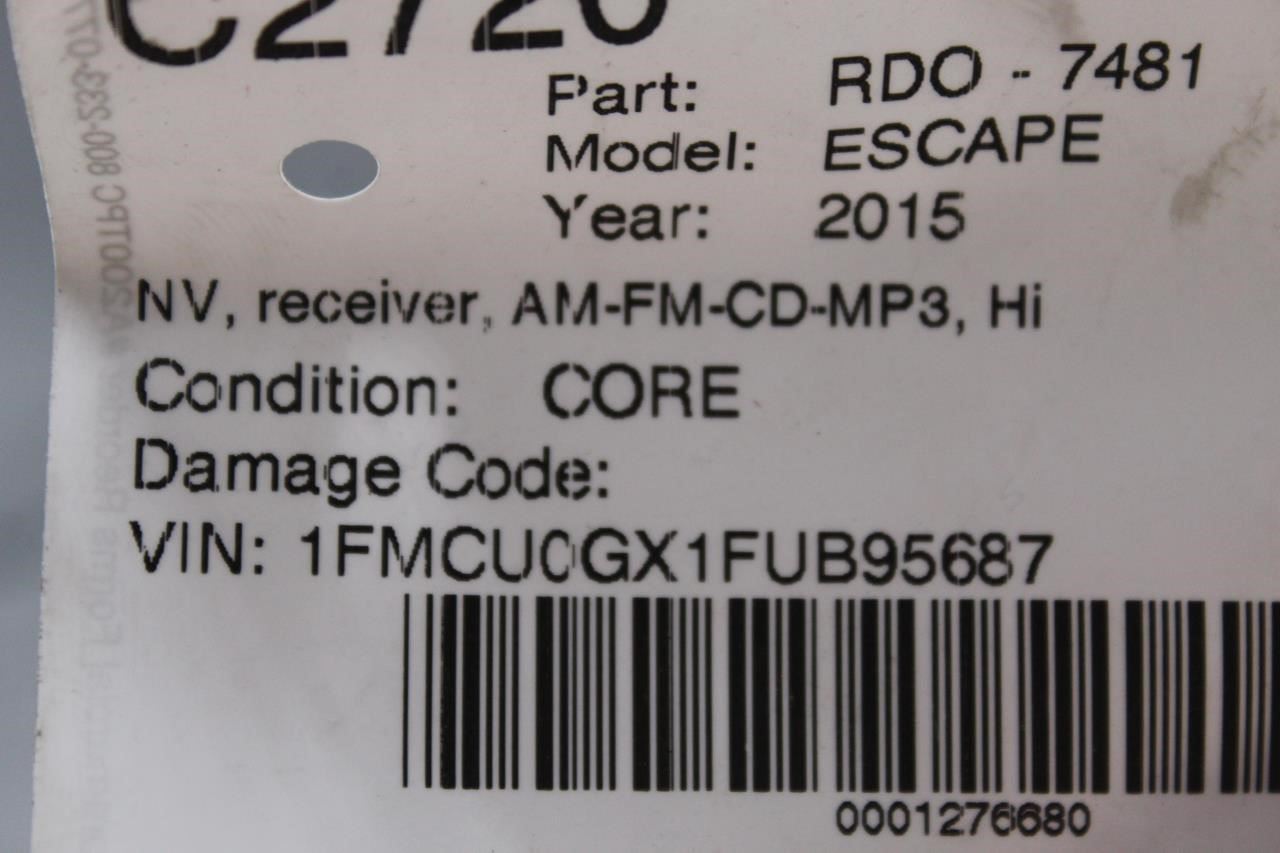 Part: RDO - 7481
Model: ESCAPE
Year: 2015
NV, receiver, AM-FM-CD-MP3, Hi
Condition: CORE
Damage Code:
VIN: 1FMCU0GX1FUB95687
0001276680